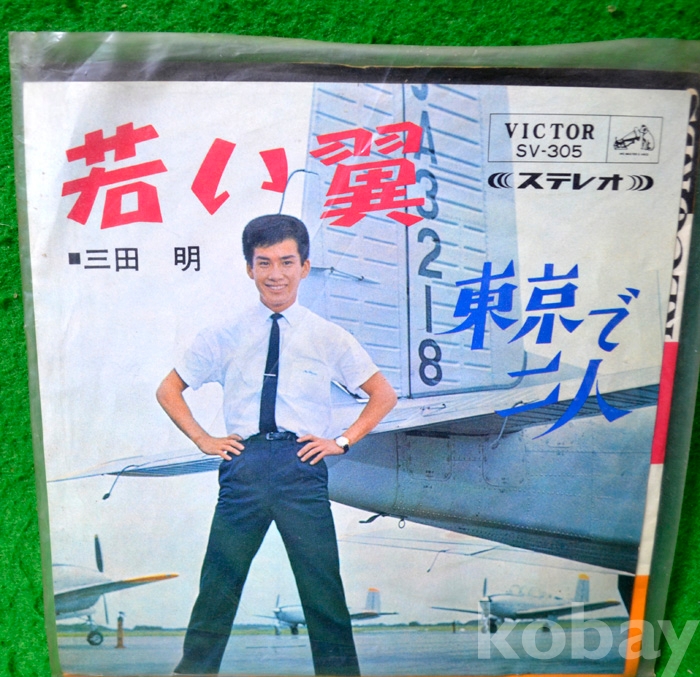 若い翼
■三田 明
VICTOR
SV-305
ステレオ
JA3218
東京で
二人
kobay